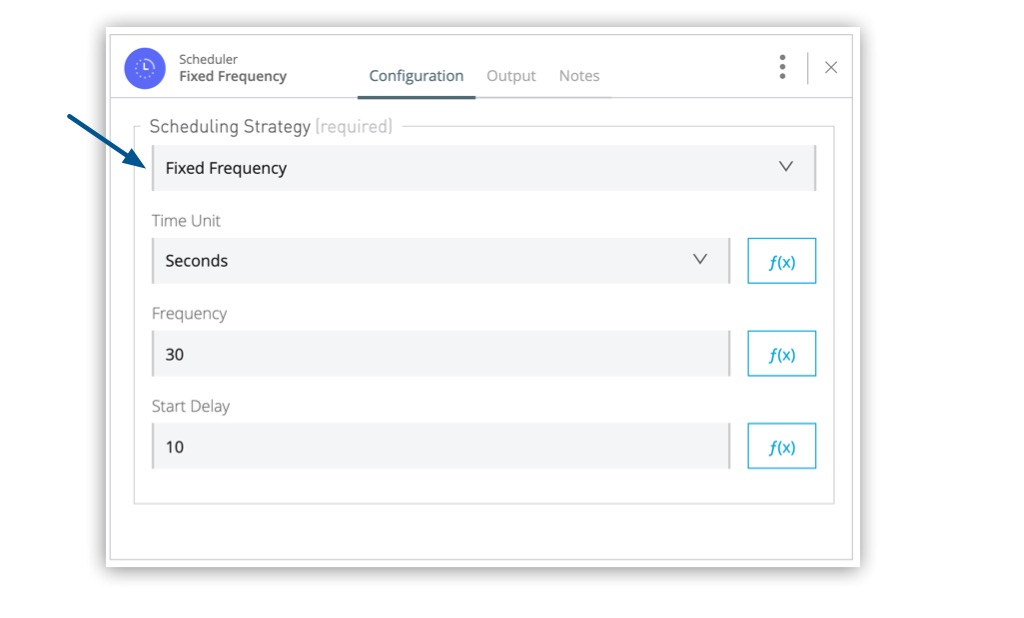 Scheduler
Fixed Frequency
Configuration Output Notes
Scheduling Strategy (required)
Fixed Frequency
Time Unit
Seconds
f(x)
Frequency
30
f(x)
Start Delay
10
f(x)